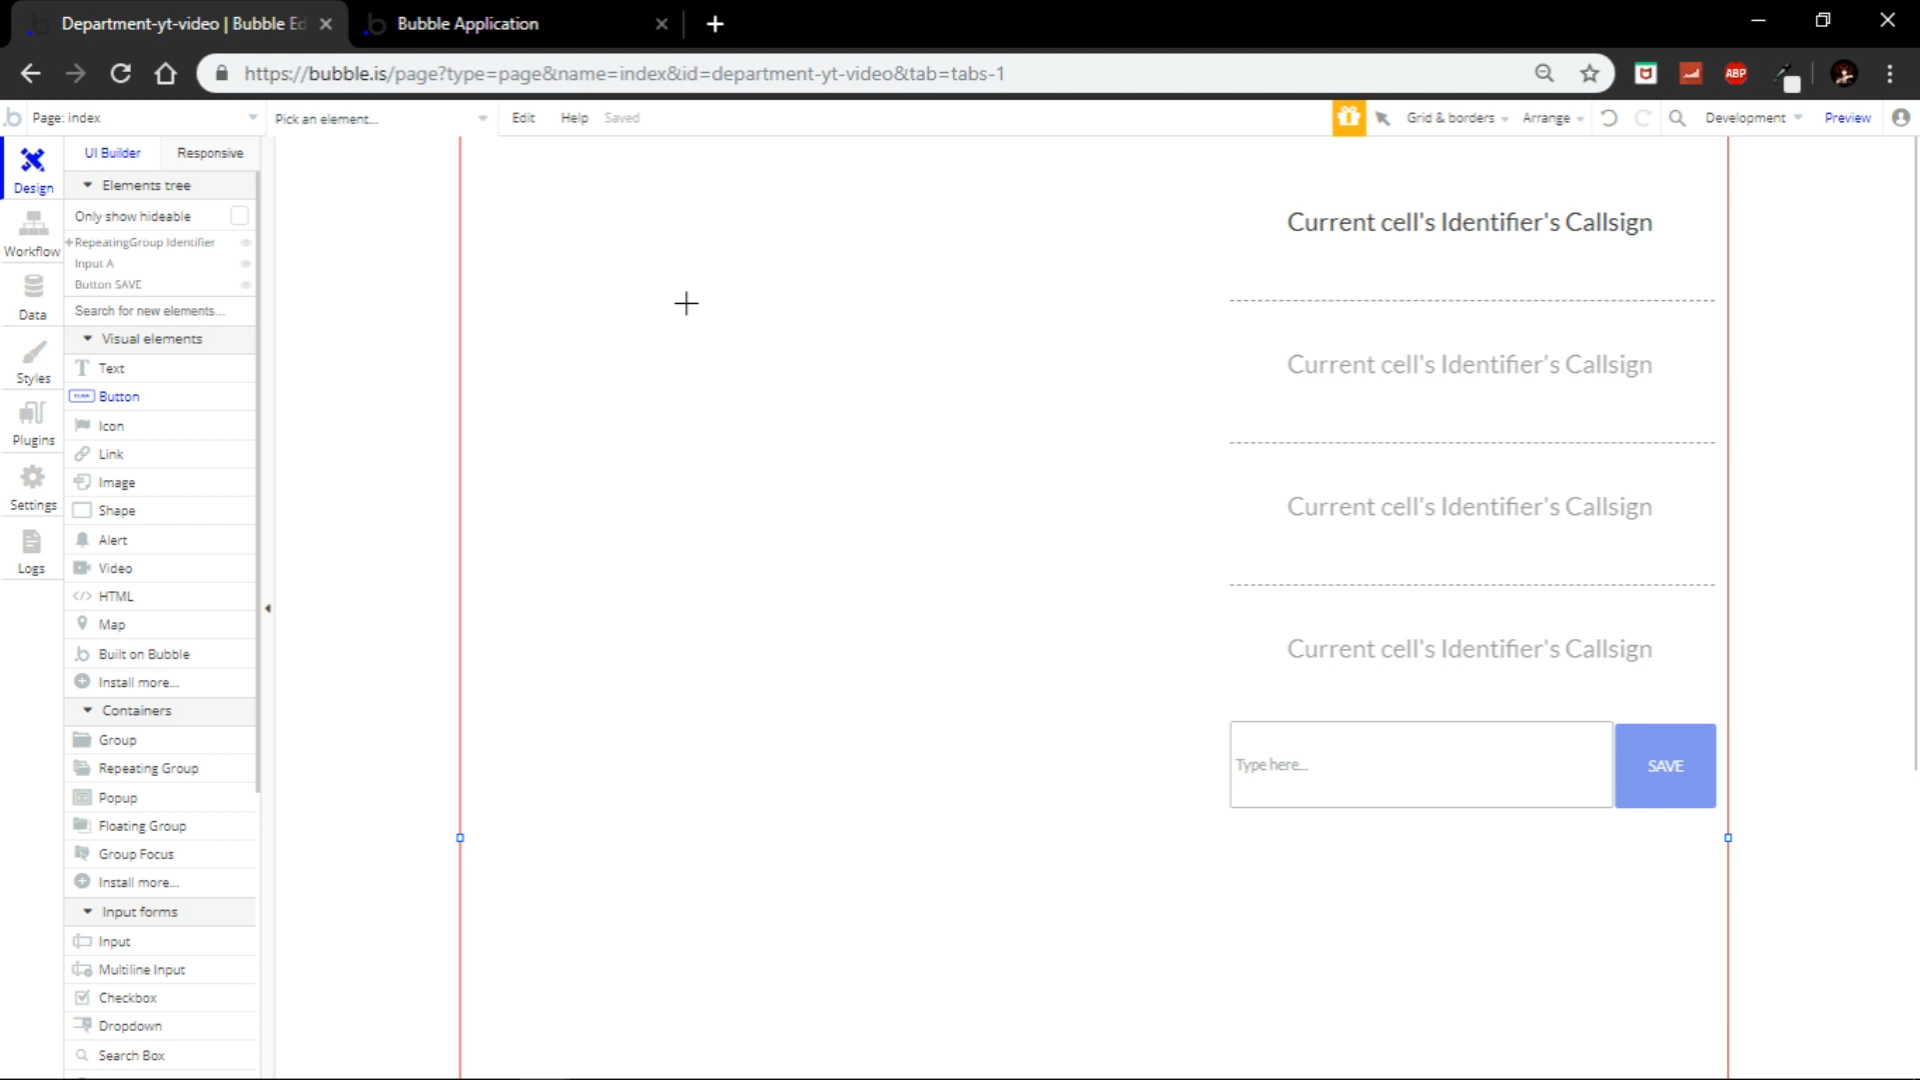 Department-yt-video | Bubble Ed
Bubble Application
https://bubble.is/page?type=page&name=index&id=department-yt-video&tab=tabs-1
ABP
Page: index
Pick an element...
Edit
Help
Saved
Grid & borders
Arrange
Development
Preview
Design
Workflow
Data
Styles
Plugins
Settings
Logs
UI Builder
Responsive
Elements tree
Only show hideable
+RepeatingGroup Identifier
Input A
Button SAVE
Search for new elements...
Visual elements
Text
Button
Icon
Link
Image
Shape
Alert
Video
</> HTML
Map
Built on Bubble
Install more...
Containers
Group
Repeating Group
Popup
Floating Group
Group Focus
Install more...
Input forms
Input
Multiline Input
Checkbox
Dropdown
Search Box
Current cell's Identifier's Callsign
Current cell's Identifier's Callsign
Current cell's Identifier's Callsign
Current cell's Identifier's Callsign
Type here...
SAVE